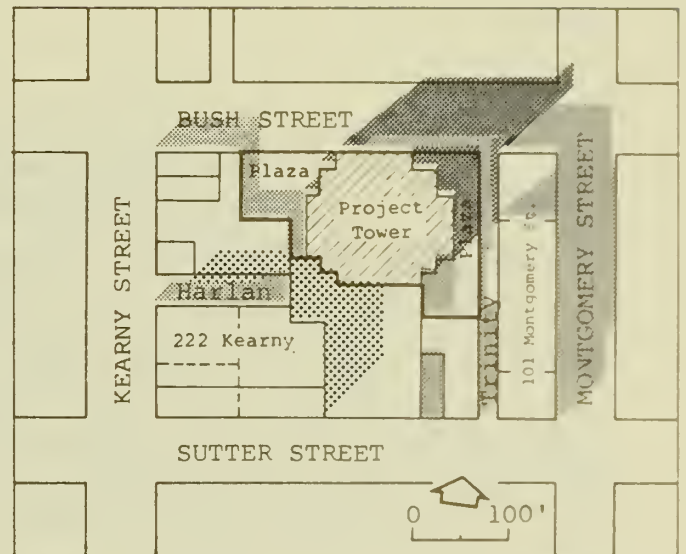 BUSH STREET
Plaza
Project
Tower
Plaza
KEARNY STREET
Harlan
222 Kearny
Trinity
101 Montgomery St.
MONTGOMERY STREET
SUTTER STREET
0 100'